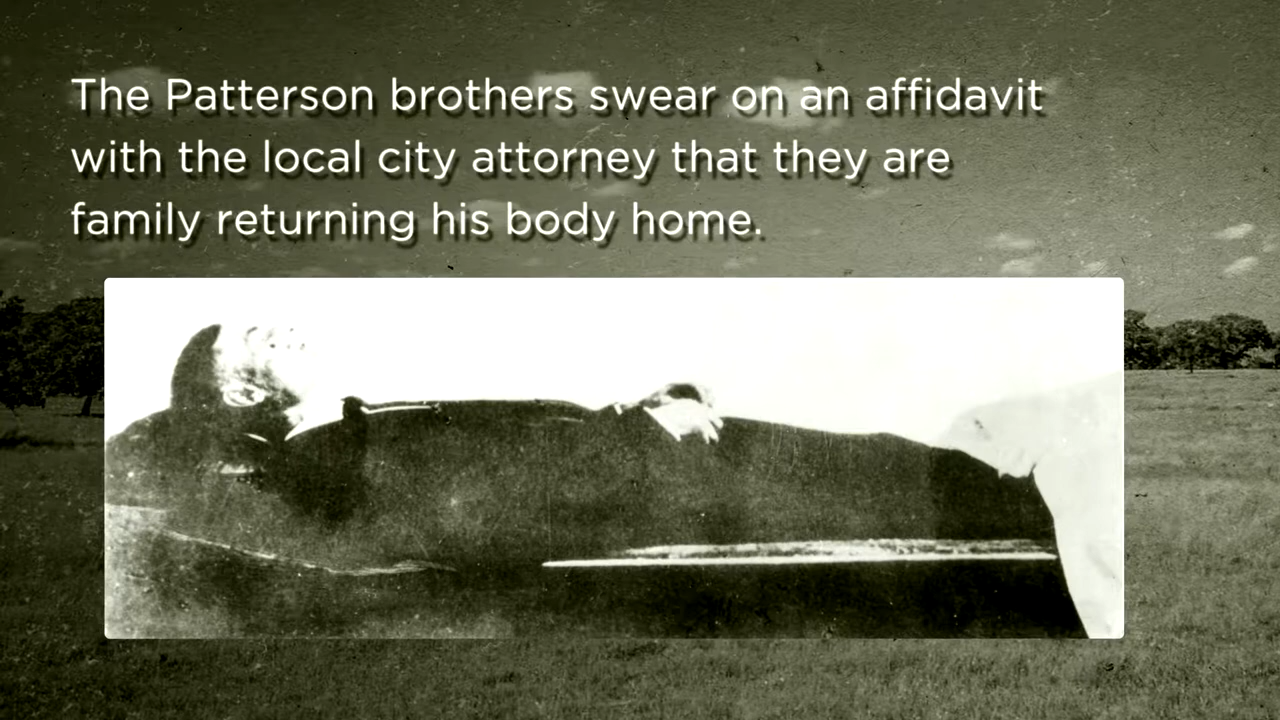 The Patterson brothers swear on an affidavit
with the local city attorney that they are
family returning his body home.